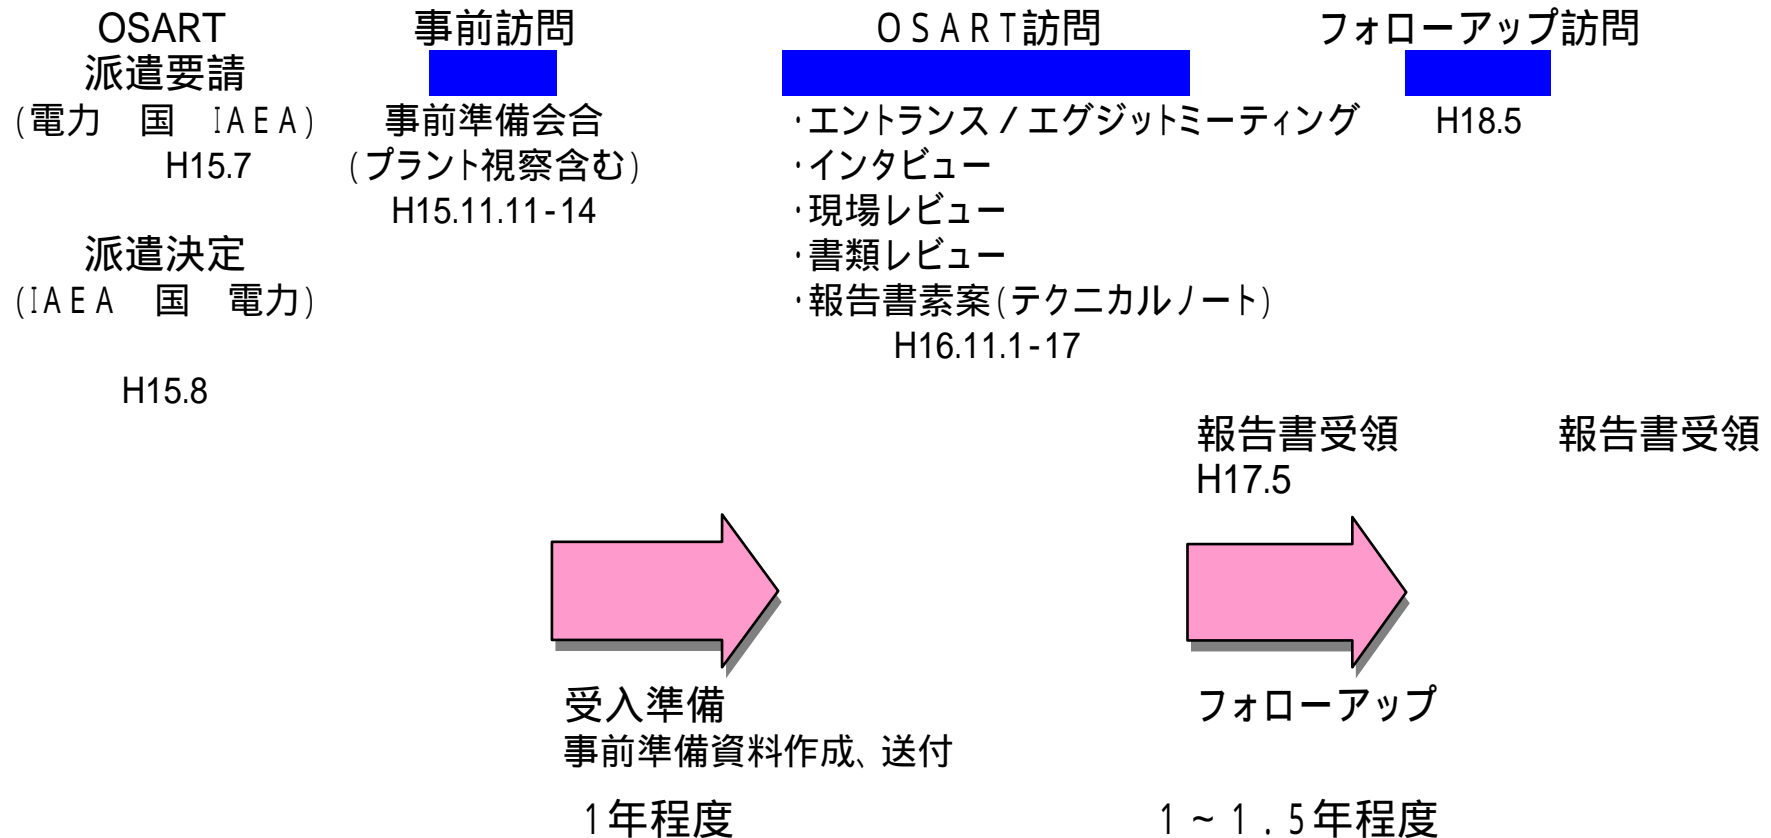 OSART
派遣要請
(電力　国　IAEA)
H15.7
派遣決定
(IAEA　国　電力)
H15.8
事前訪問
事前準備会合
(プラント視察含む)
H15.11.11-14
OSART訪問
・エントランス/エグジットミーティング
・インタビュー
・現場レビュー
・書類レビュー
・報告書素案(テクニカルノート)
H16.11.1-17
フォローアップ訪問
H18.5
報告書受領
H17.5
報告書受領
受入準備
事前準備資料作成、送付
1年程度
フォローアップ
1~1.5年程度